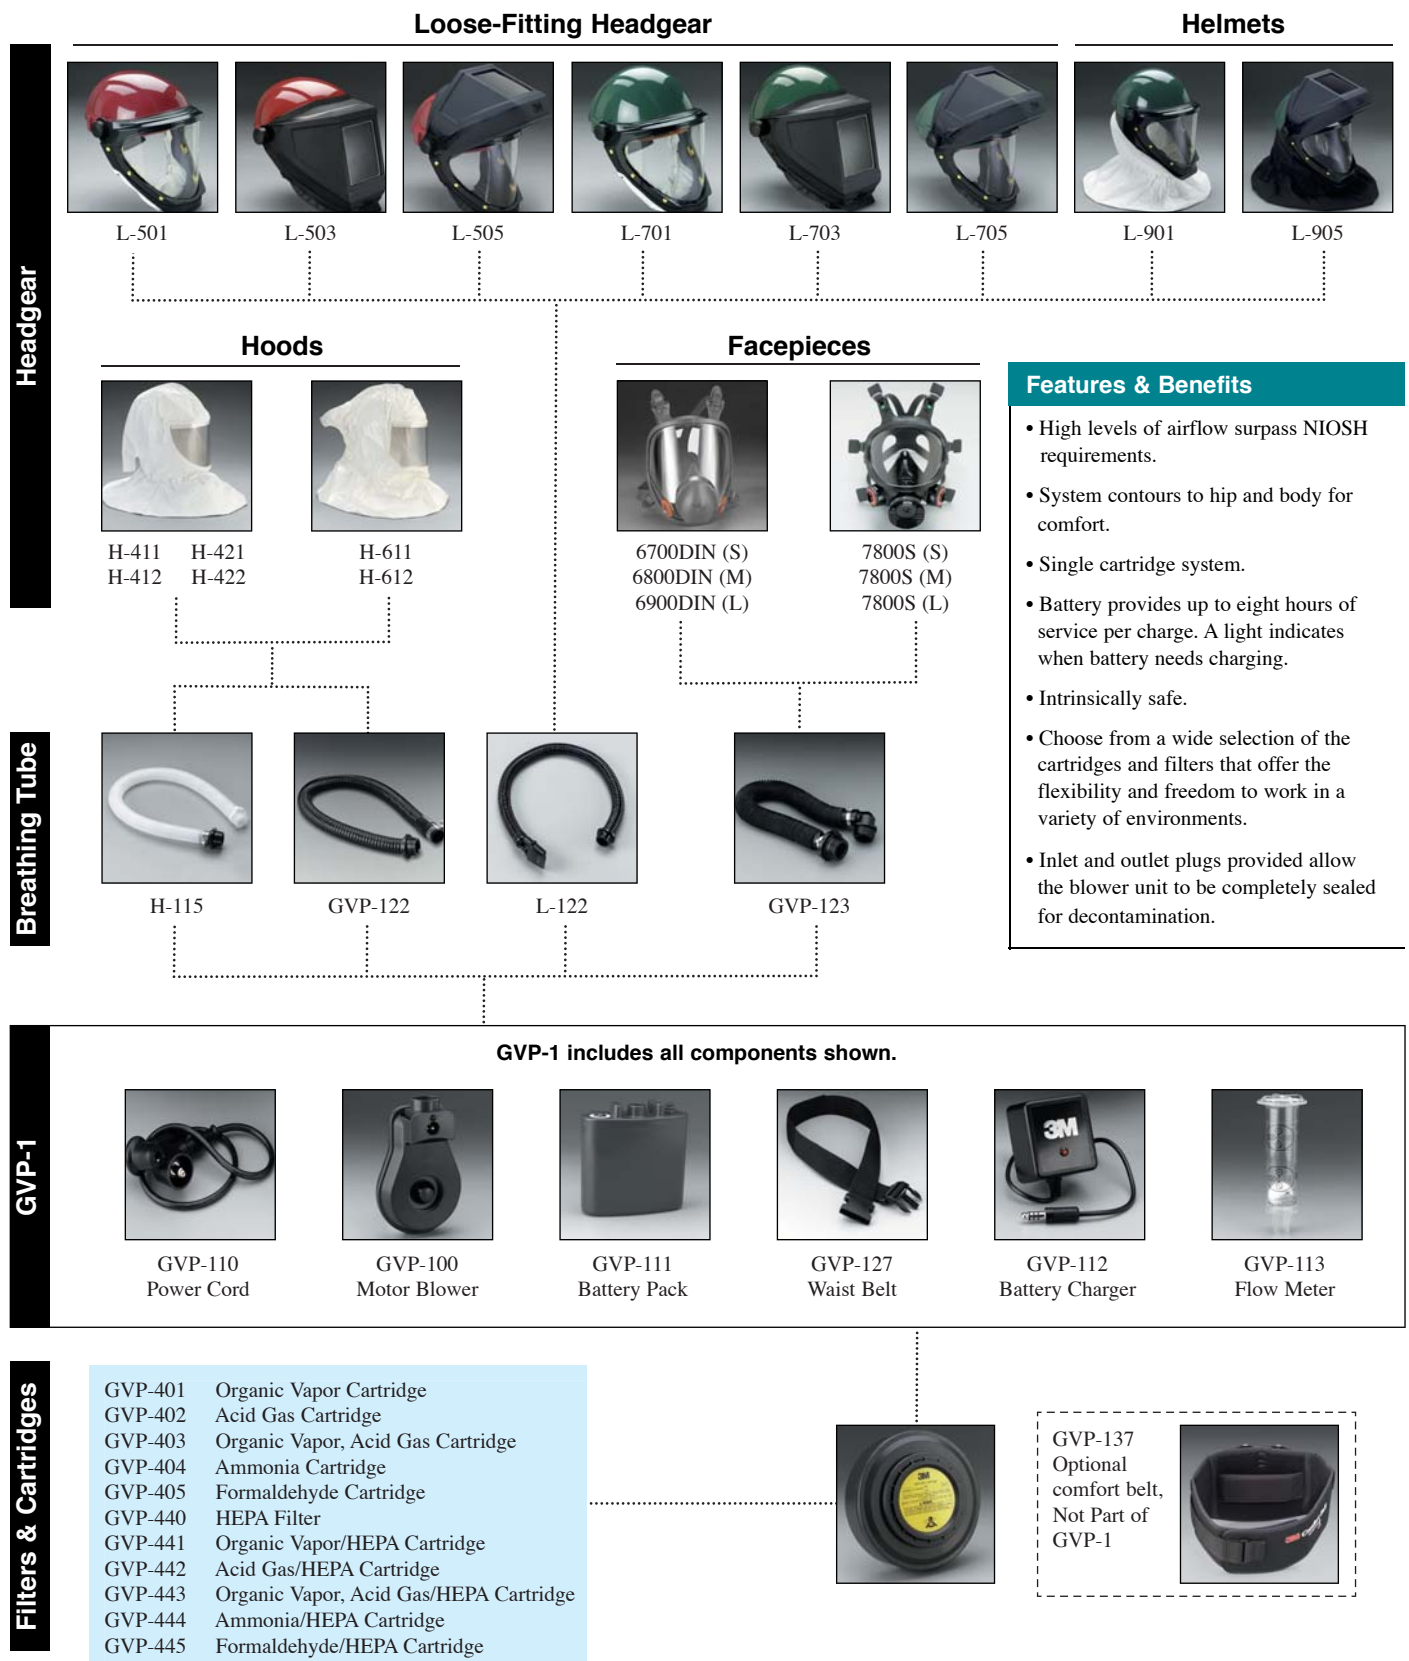 Loose-Fitting Headgear
Helmets
Headgear
L-501
L-503
L-505
L-701
L-703
L-705
L-901
L-905
Hoods
Facepieces
H-411 H-421
H-412 H-422
H-611
H-612
6700DIN (S)
6800DIN (M)
6900DIN (L)
7800S (S)
7800S (M)
7800S (L)
Features & Benefits
• High levels of airflow surpass NIOSH
requirements.
• System contours to hip and body for
comfort.
• Single cartridge system.
• Battery provides up to eight hours of
service per charge. A light indicates
when battery needs charging.
• Intrinsically safe.
• Choose from a wide selection of the
cartridges and filters that offer the
flexibility and freedom to work in a
variety of environments.
• Inlet and outlet plugs provided allow
the blower unit to be completely sealed
for decontamination.
Breathing Tube
H-115
GVP-122
L-122
GVP-123
GVP-1
GVP-1 includes all components shown.
3M
GVP-110
Power Cord
GVP-100
Motor Blower
GVP-111
Battery Pack
GVP-127
Waist Belt
GVP-112
Battery Charger
GVP-113
Flow Meter
Filters & Cartridges
GVP-401 Organic Vapor Cartridge
GVP-402 Acid Gas Cartridge
GVP-403 Organic Vapor, Acid Gas Cartridge
GVP-404 Ammonia Cartridge
GVP-405 Formaldehyde Cartridge
GVP-440 HEPA Filter
GVP-441 Organic Vapor/HEPA Cartridge
GVP-442 Acid Gas/HEPA Cartridge
GVP-443 Organic Vapor, Acid Gas/HEPA Cartridge
GVP-444 Ammonia/HEPA Cartridge
GVP-445 Formaldehyde/HEPA Cartridge
3M
GVP-137
Optional
comfort belt,
Not Part of
GVP-1
3M